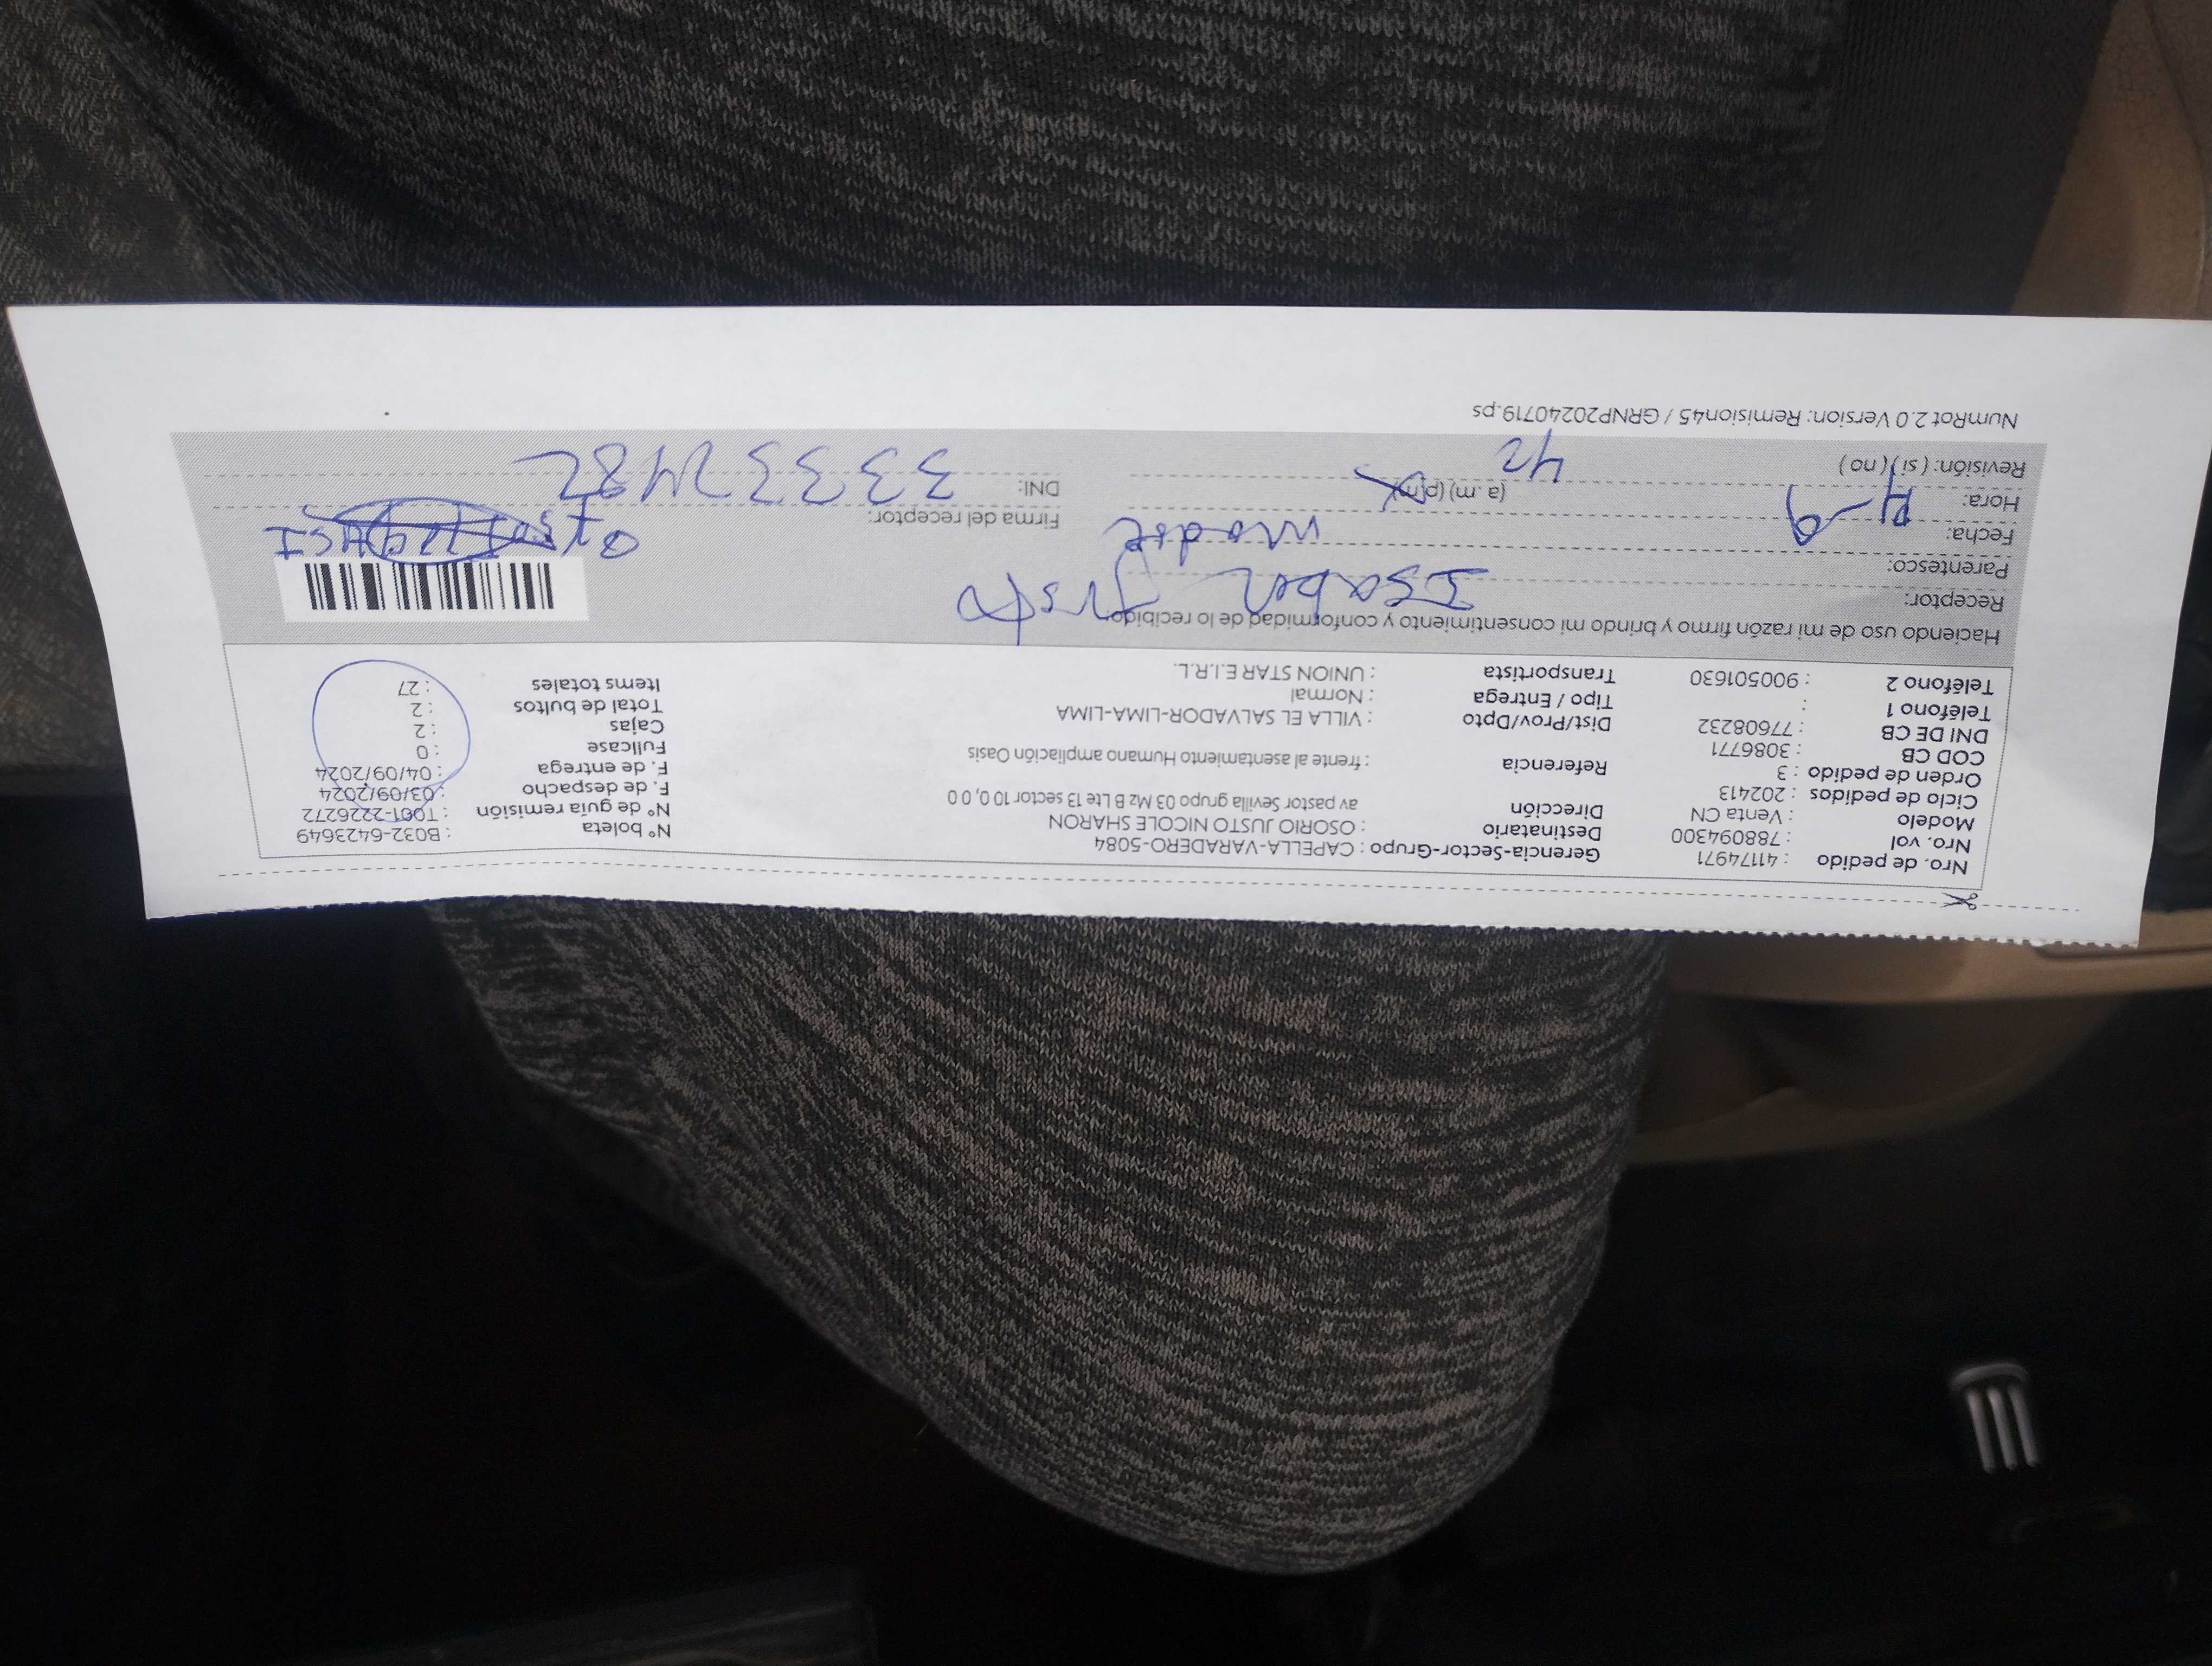 Nro. de pedido : 41174971 Gerencia-Sector-Grupo : CAPELLA-VARADERO-5084 N° boleta : B032-6423649
Nro. vol : 788094300 Destinatario : OSORIO JUSTO NICOLE SHARON N° de guía remisión : T001-2226272
Modelo : Venta CN Dirección av pastor Sevilla grupo 03 Mz B Lte 13 sector 10 0, 0 0 F. de despacho : 03/09/2024
Ciclo de pedidos : 202413 F. de entrega : 04/09/2024
Orden de pedido : 3 Referencia : frente al asentamiento Humano ampliación Oasis Fullcase : 0
COD CB : 3086771 Cajas : 2
DNI DE CB : 77608232 Dist/Prov/Dpto : VILLA EL SALVADOR-LIMA-LIMA Total de bultos : 2
Teléfono 1 : Tipo / Entrega : Normal Items totales : 27
Teléfono 2 : 900501630 Transportista : UNION STAR E.I.R.L.
Haciendo uso de mi razón firmo y brindo mi consentimiento y conformidad de lo recibido:
Receptor: Isabel Justo
Parentesco: Madre
Fecha: 4-9 Firma del receptor:
Hora: (a. m) (p.m) DNI:
Revisión: ( si ) ( no )
NumRot 2.0 Version: Remision45 / GRNP20240719.ps